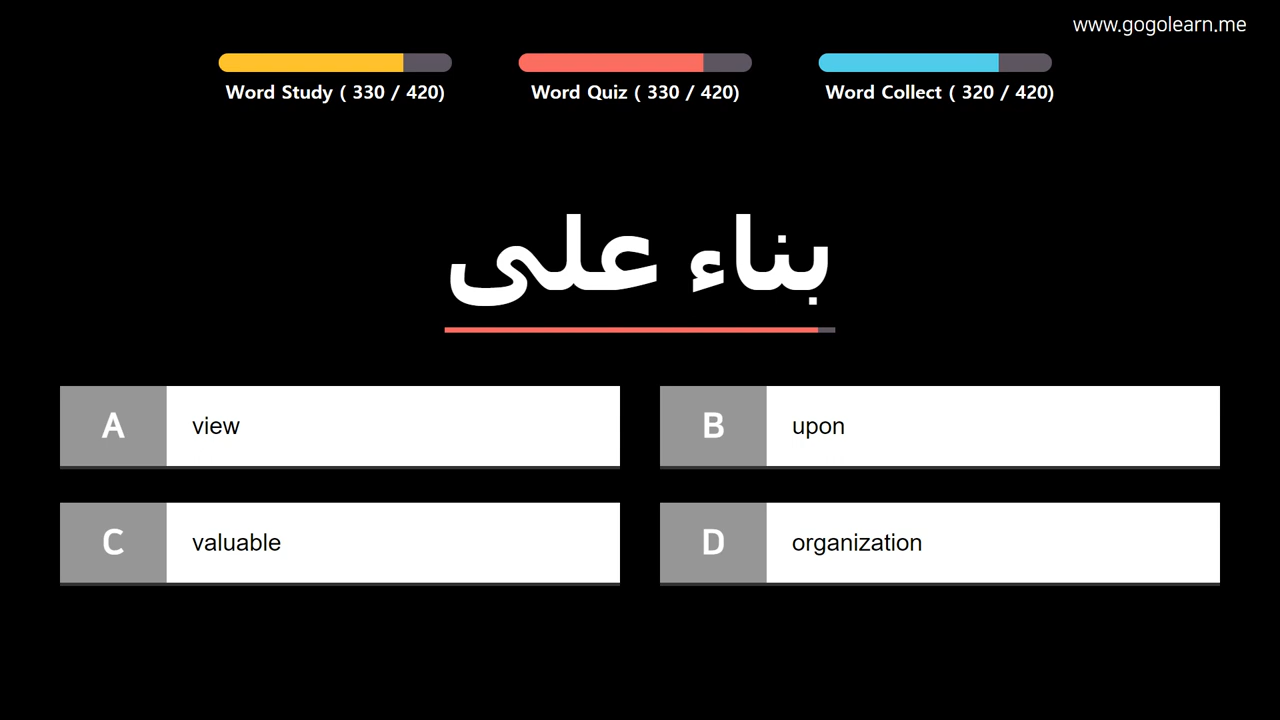 www.gogolearn.me
Word Study ( 330 / 420)
Word Quiz ( 330 / 420)
Word Collect ( 320 / 420)
بناء على
A view
B upon
C valuable
D organization